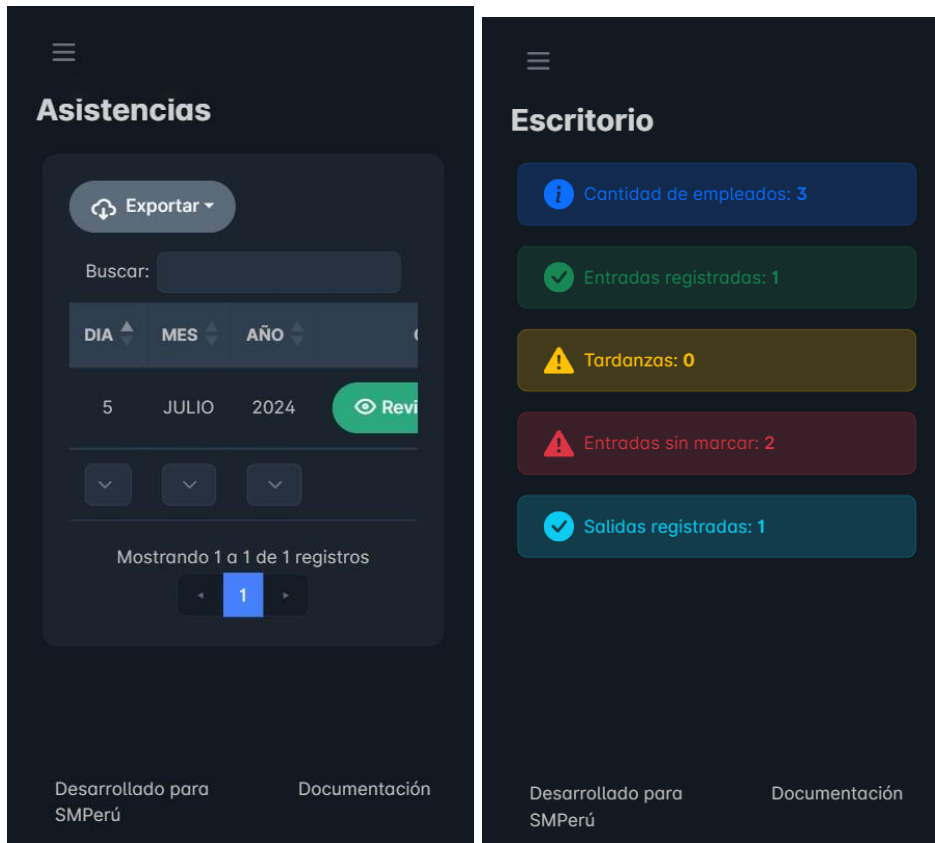 Asistencias
Exportar
Buscar:
DIA MES AÑO
5 JULIO 2024 Revi
Mostrando 1 a 1 de 1 registros
1
Desarrollado para Documentación
SMPerú
Escritorio
Cantidad de empleados: 3
Entradas registradas: 1
Tardanzas: 0
Entradas sin marcar: 2
Salidas registradas: 1
Desarrollado para Documentación
SMPerú